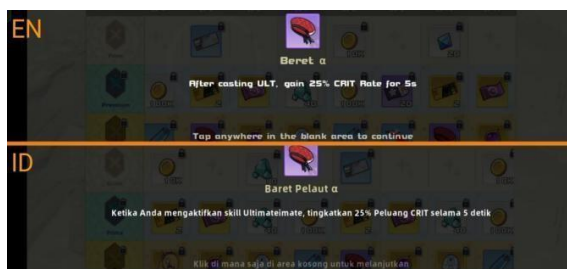 EN
Beret α
After casting ULT, gain 25% CRIT Rate for 5s
Tap anywhere in the blank area to continue
ID
Baret Pelaut α
Ketika Anda mengaktifkan skill Ultimateimate, tingkatkan 25% Peluang CRIT selama 5 detik
Klik di mana saja di area kosong untuk melanjutkan